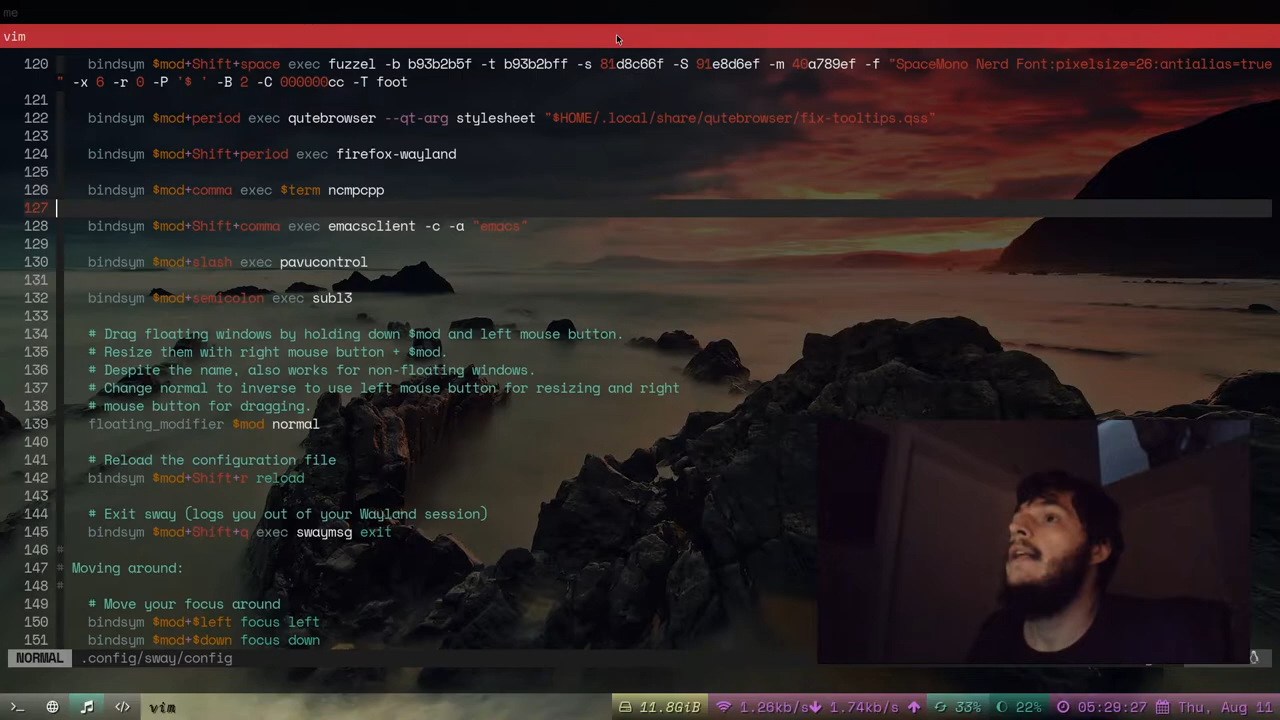 me
vim
120 bindsym $mod+Shift+space exec fuzzel -b b93b2b5f -t b93b2bff -s 81d8c66f -S 91e8d6ef -m 40a789ef -f "SpaceMono Nerd Font:pixelsize=26:antialias=true
" -x 6 -r 0 -P '$ ' -B 2 -C 000000cc -T foot
121
122 bindsym $mod+period exec qutebrowser --qt-arg stylesheet "$HOME/.local/share/qutebrowser/fix-tooltips.qss"
123
124 bindsym $mod+Shift+period exec firefox-wayland
125
126 bindsym $mod+comma exec $term ncmpcpp
127
128 bindsym $mod+Shift+comma exec emacsclient -c -a "emacs"
129
130 bindsym $mod+slash exec pavucontrol
131
132 bindsym $mod+semicolon exec subl3
133
134 # Drag floating windows by holding down $mod and left mouse button.
135 # Resize them with right mouse button + $mod.
136 # Despite the name, also works for non-floating windows.
137 # Change normal to inverse to use left mouse button for resizing and right
138 # mouse button for dragging.
139 floating_modifier $mod normal
140
141 # Reload the configuration file
142 bindsym $mod+Shift+r reload
143
144 # Exit sway (logs you out of your Wayland session)
145 bindsym $mod+Shift+q exec swaymsg exit
146 #
147 # Moving around:
148 #
149 # Move your focus around
150 bindsym $mod+$left focus left
151 bindsym $mod+$down focus down
NORMAL .config/sway/config
>_ </> vim 11.8GiB 1.26kb/s 1.74kb/s 33% 22% 05:29:27 Thu, Aug 11